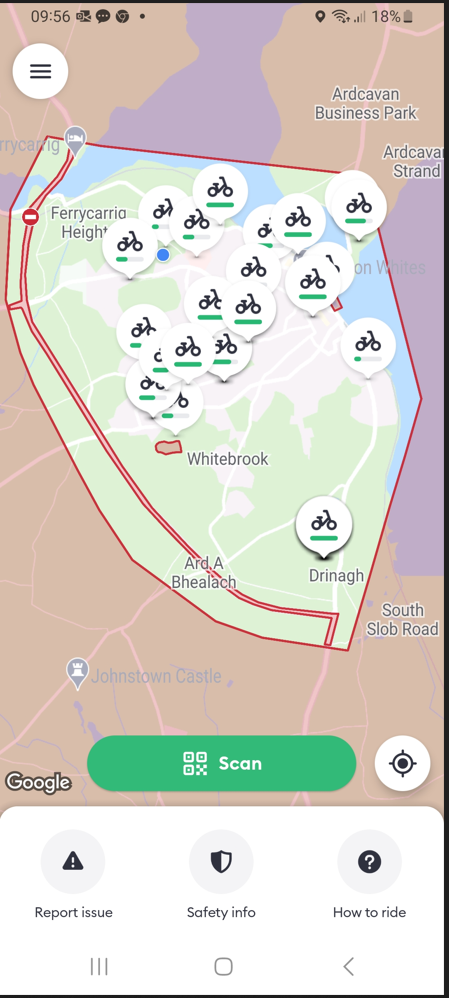 09:56
18%
Ardcavan
Business Park
rrycarrig
Ardcavan
Strand
Ferrycarrig
Height
on Whites
Whitebrook
Ard A
Bhealach
Drinagh
South
Slob Road
Johnstown Castle
Scan
Google
Report issue
Safety info
How to ride